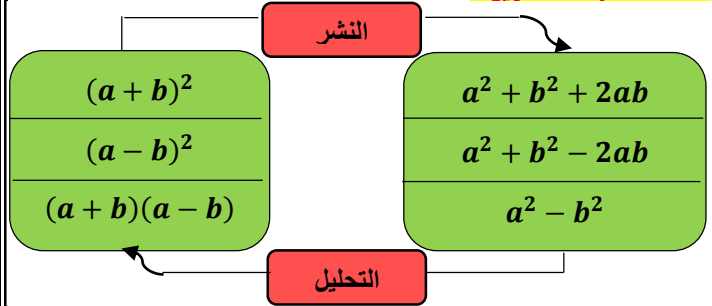 النشر
(a + b)²
(a − b)²
(a + b)(a − b)
a² + b² + 2ab
a² + b² − 2ab
a² − b²
التحليل